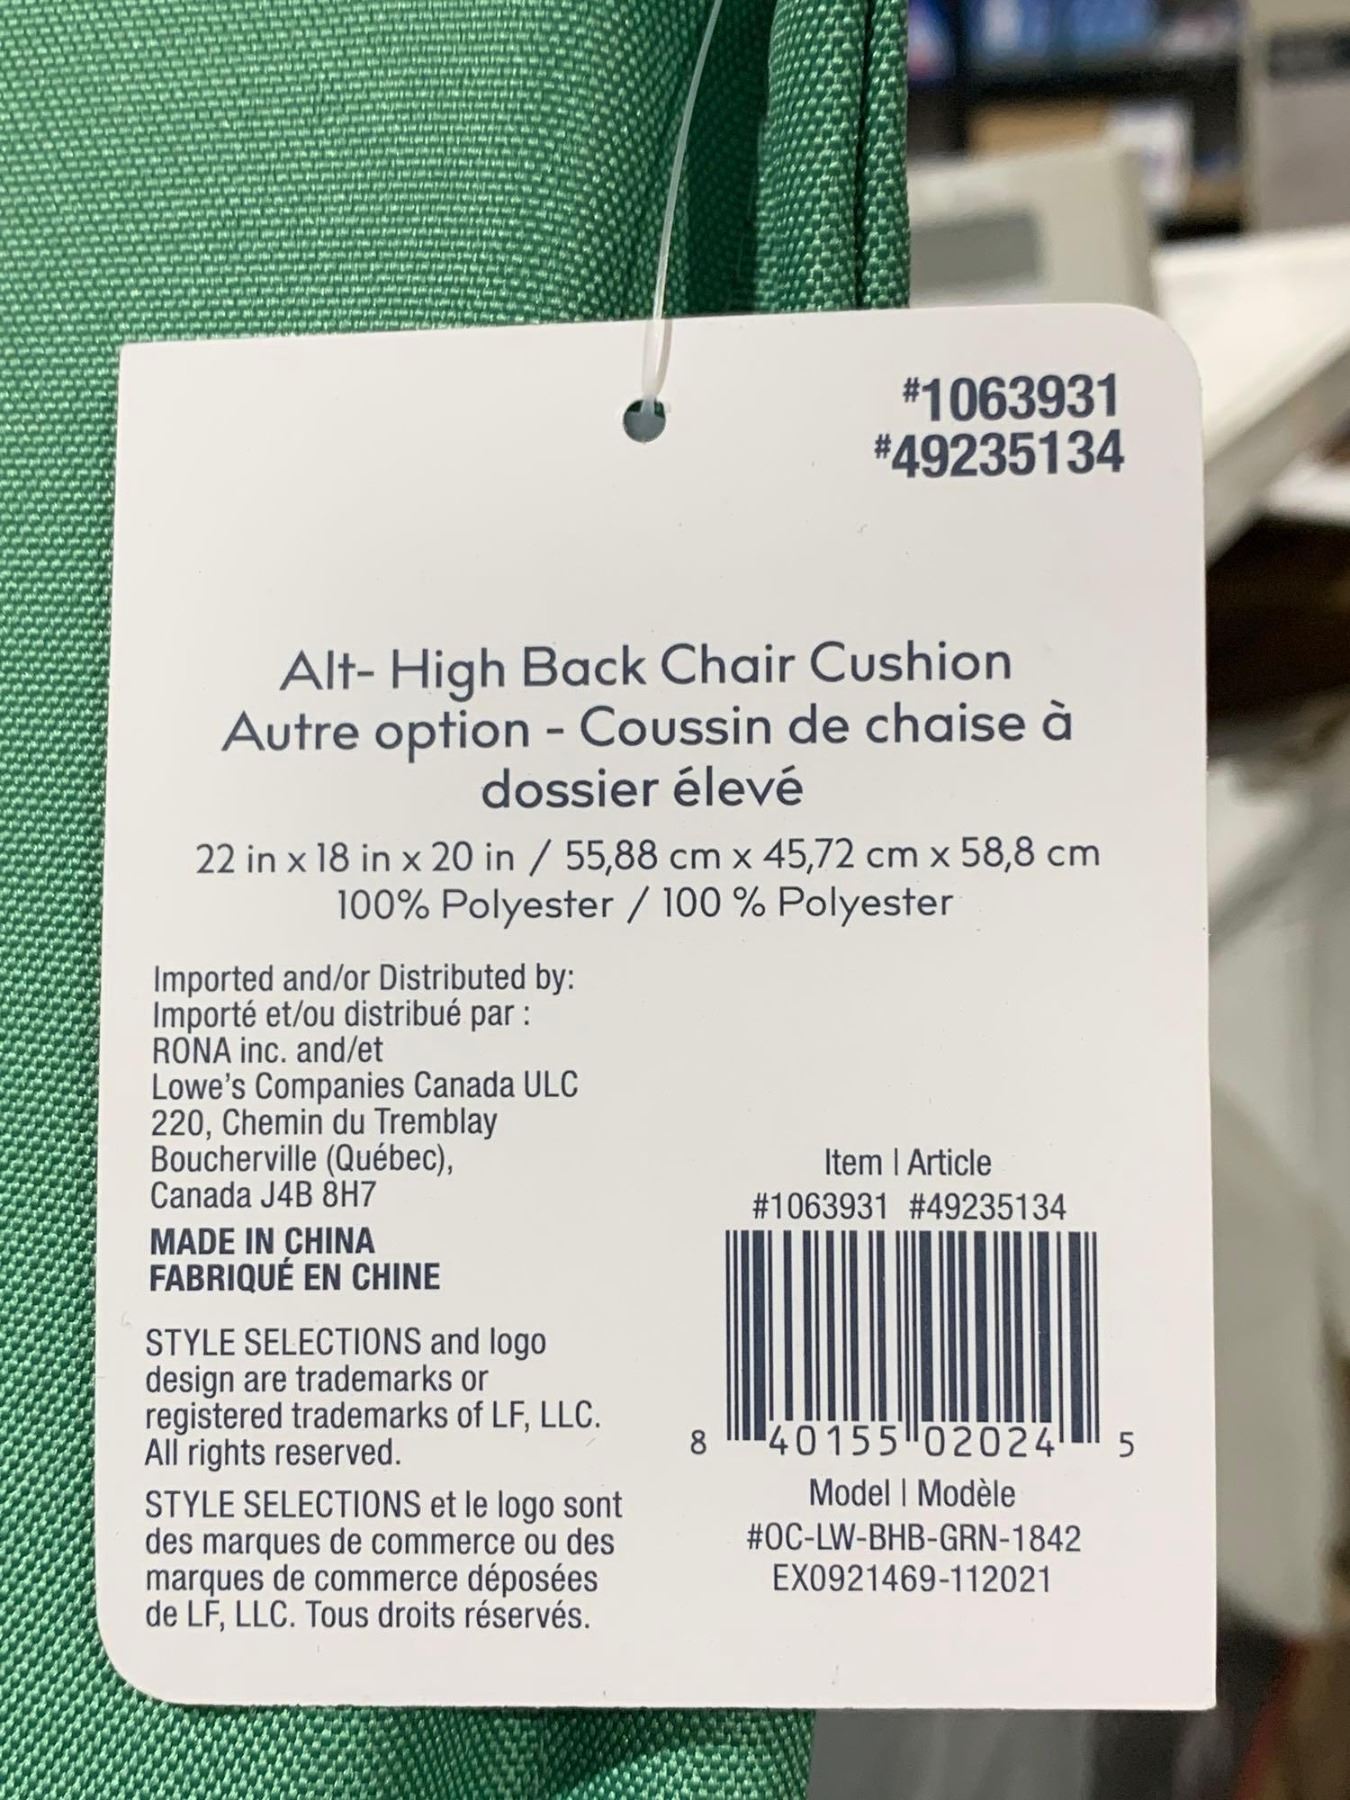 #1063931
#49235134
Alt- High Back Chair Cushion
Autre option - Coussin de chaise à
dossier élevé
22 in x 18 in x 20 in / 55,88 cm x 45,72 cm x 58,8 cm
100% Polyester / 100 % Polyester
Imported and/or Distributed by:
Importé et/ou distribué par :
RONA inc. and/et
Lowe's Companies Canada ULC
220, Chemin du Tremblay
Boucherville (Québec),
Canada J4B 8H7
MADE IN CHINA
FABRIQUÉ EN CHINE
STYLE SELECTIONS and logo
design are trademarks or
registered trademarks of LF, LLC.
All rights reserved.
STYLE SELECTIONS et le logo sont
des marques de commerce ou des
marques de commerce déposées
de LF, LLC. Tous droits réservés.
Item | Article
#1063931 #49235134
8 40155 02024 5
Model | Modèle
#OC-LW-BHB-GRN-1842
EX0921469-112021